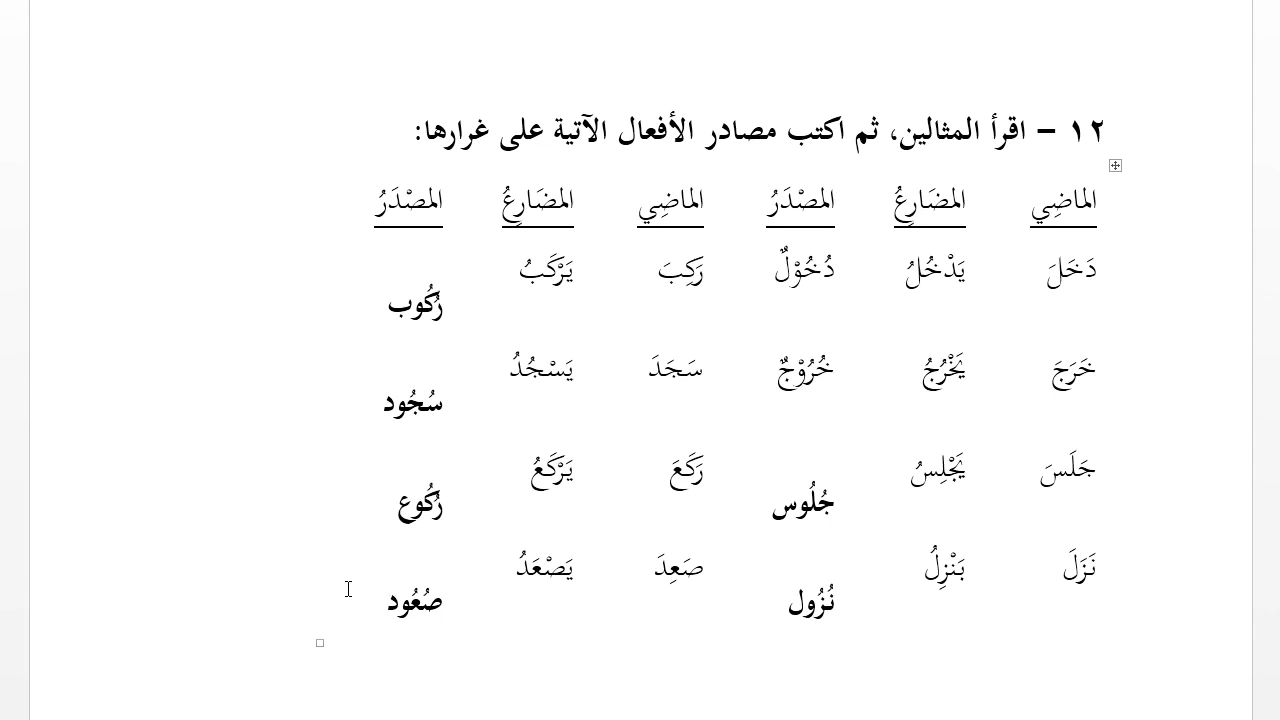 ١٢ – اقرأ المثالين، ثم اكتب مصادر الأفعال الآتية على غرارها:
الماضِي المضَارِعُ المصْدَرُ الماضِي المضَارِعُ المصْدَرُ
دَخَلَ يَدْخُلُ دُخُوْلٌ رَكِبَ يَرْكَبُ
رُكُوب
خَرَجَ يَخْرُجُ خُرُوْجٌ سَجَدَ يَسْجُدُ
سُجُود
جَلَسَ يَجْلِسُ رَكَعَ يَرْكَعُ
جُلُوس رُكُوع
نَزَلَ بَنْزِلُ صَعِدَ يَصْعَدُ
نُزُول صُعُود